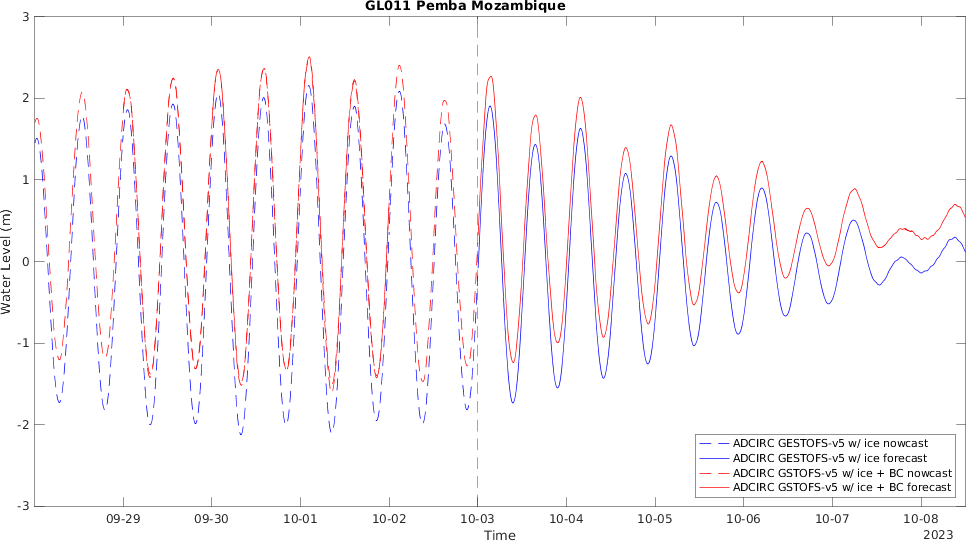 GL011 Pemba Mozambique
3
2
1
0
-1
-2
-3
Water Level (m)
09-29 09-30 10-01 10-02 10-03 10-04 10-05 10-06 10-07 10-08
Time
2023
ADCIRC GESTOFS-v5 w/ ice nowcast
ADCIRC GESTOFS-v5 w/ ice forecast
ADCIRC GSTOFS-v5 w/ ice + BC nowcast
ADCIRC GSTOFS-v5 w/ ice + BC forecast